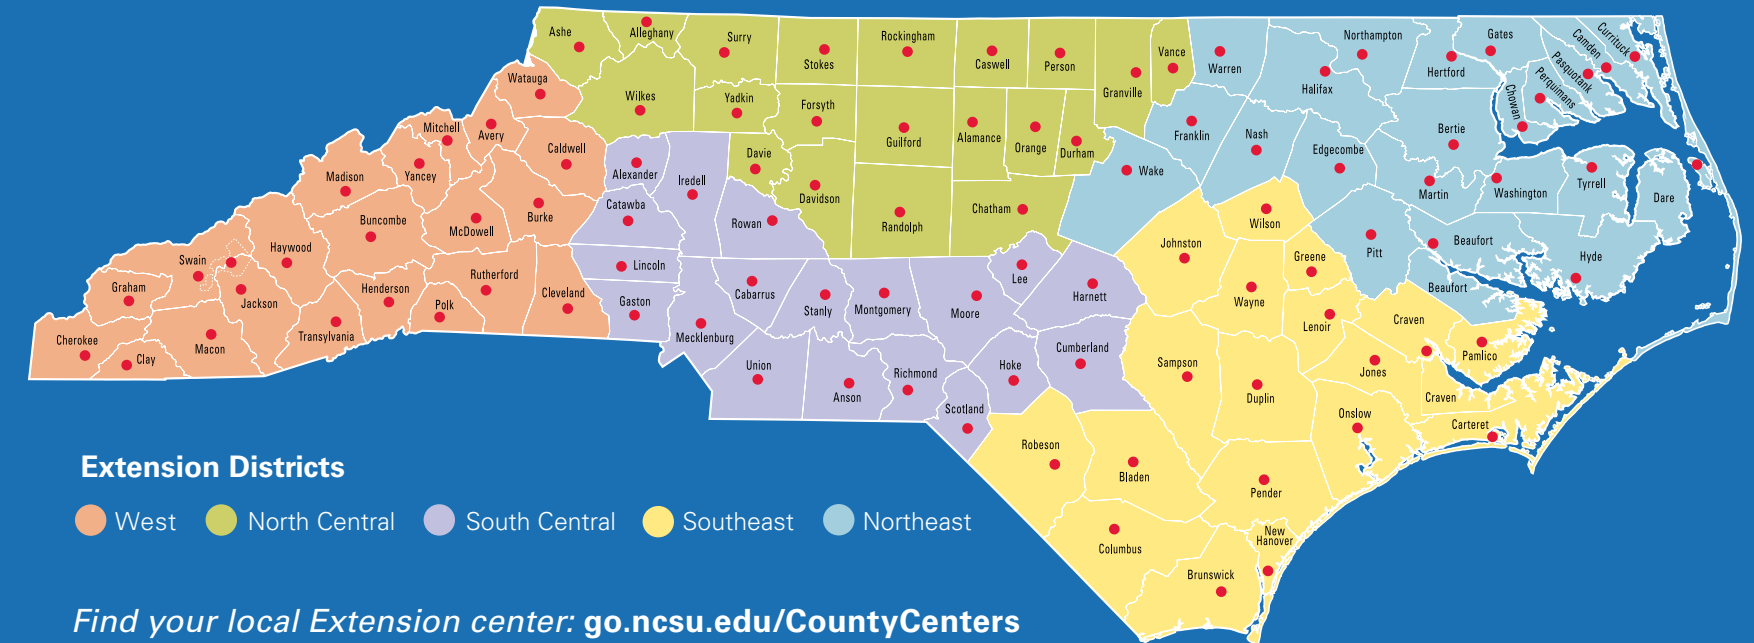 Ashe
Alleghany
Surry
Stokes
Rockingham
Caswell
Person
Granville
Vance
Warren
Northampton
Halifax
Hertford
Gates
Currituck
Camden
Pasquotank
Perquimans
Chowan
Watauga
Wilkes
Yadkin
Forsyth
Guilford
Alamance
Orange
Durham
Franklin
Nash
Edgecombe
Bertie
Mitchell
Avery
Caldwell
Alexander
Iredell
Davie
Davidson
Randolph
Chatham
Wake
Martin
Washington
Tyrrell
Dare
Madison
Yancey
Buncombe
McDowell
Burke
Catawba
Rowan
Wilson
Pitt
Beaufort
Hyde
Beaufort
Swain
Haywood
Graham
Jackson
Henderson
Polk
Rutherford
Cleveland
Lincoln
Gaston
Cabarrus
Stanly
Montgomery
Moore
Lee
Harnett
Johnston
Greene
Wayne
Lenoir
Craven
Pamlico
Cherokee
Clay
Macon
Transylvania
Mecklenburg
Union
Anson
Richmond
Scotland
Hoke
Cumberland
Sampson
Duplin
Jones
Craven
Onslow
Carteret
Robeson
Bladen
Pender
Columbus
New
Hanover
Brunswick
Extension Districts
West
North Central
South Central
Southeast
Northeast
Find your local Extension center: go.ncsu.edu/CountyCenters